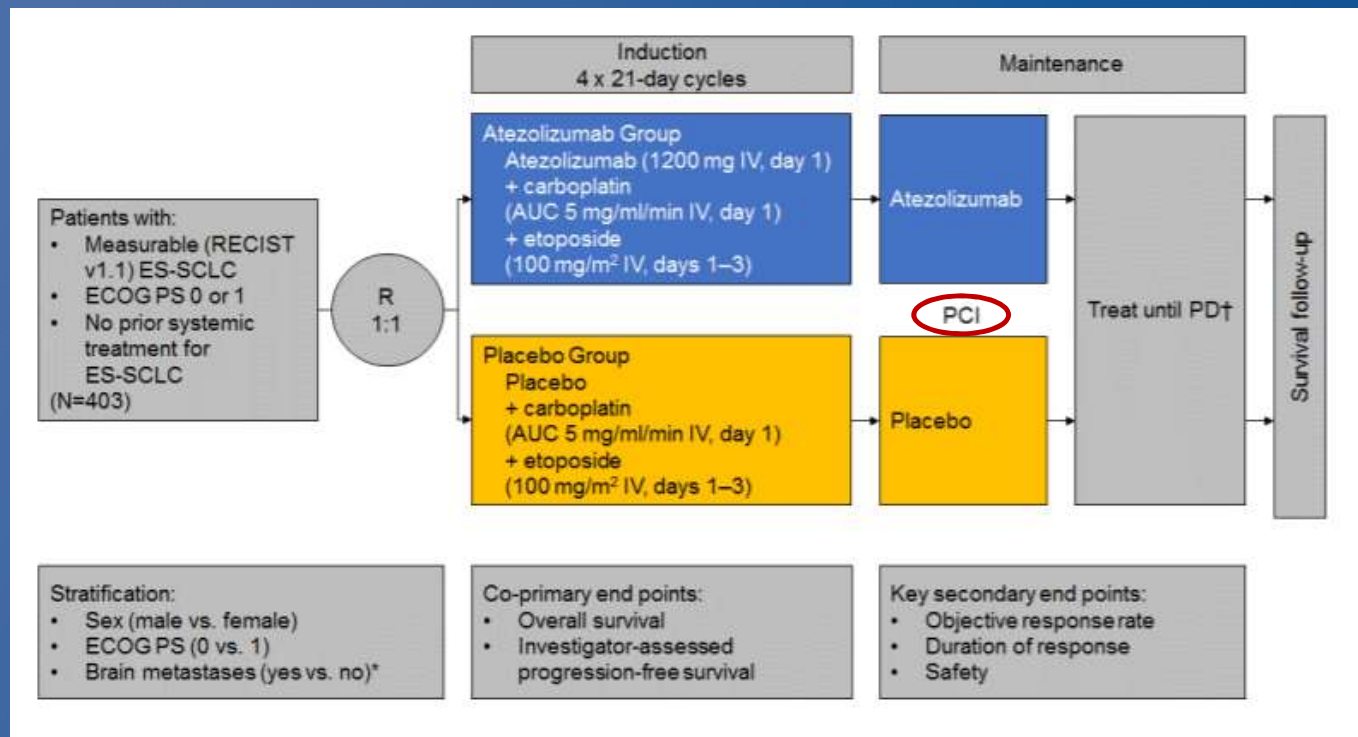 Induction
4 x 21-day cycles
Maintenance
Patients with:
• Measurable (RECIST
v1.1) ES-SCLC
• ECOG PS 0 or 1
• No prior systemic
treatment for
ES-SCLC
(N=403)
R
1:1
Atezolizumab Group
Atezolizumab (1200 mg IV, day 1)
+ carboplatin
(AUC 5 mg/ml/min IV, day 1)
+ etoposide
(100 mg/m² IV, days 1–3)
Atezolizumab
PCI
Placebo Group
Placebo
+ carboplatin
(AUC 5 mg/ml/min IV, day 1)
+ etoposide
(100 mg/m² IV, days 1–3)
Placebo
Treat until PD†
Survival follow-up
Stratification:
• Sex (male vs. female)
• ECOG PS (0 vs. 1)
• Brain metastases (yes vs. no)*
Co-primary end points:
• Overall survival
• Investigator-assessed
progression-free survival
Key secondary end points:
• Objective response rate
• Duration of response
• Safety